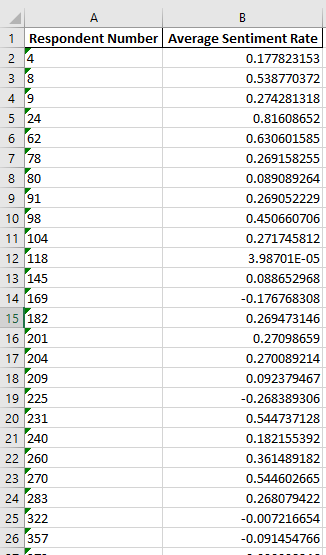 A B
1 Respondent Number Average Sentiment Rate
2 4 0.177823153
3 8 0.538770372
4 9 0.274281318
5 24 0.81608652
6 62 0.630601585
7 78 0.269158255
8 80 0.089089264
9 91 0.269052229
10 98 0.450660706
11 104 0.271745812
12 118 3.98701E-05
13 145 0.088652968
14 169 -0.176768308
15 182 0.269473146
16 201 0.27098659
17 204 0.270089214
18 209 0.092379467
19 225 -0.268389306
20 231 0.544737128
21 240 0.182155392
22 260 0.361489182
23 270 0.544602665
24 283 0.268079422
25 322 -0.007216654
26 357 -0.091454766